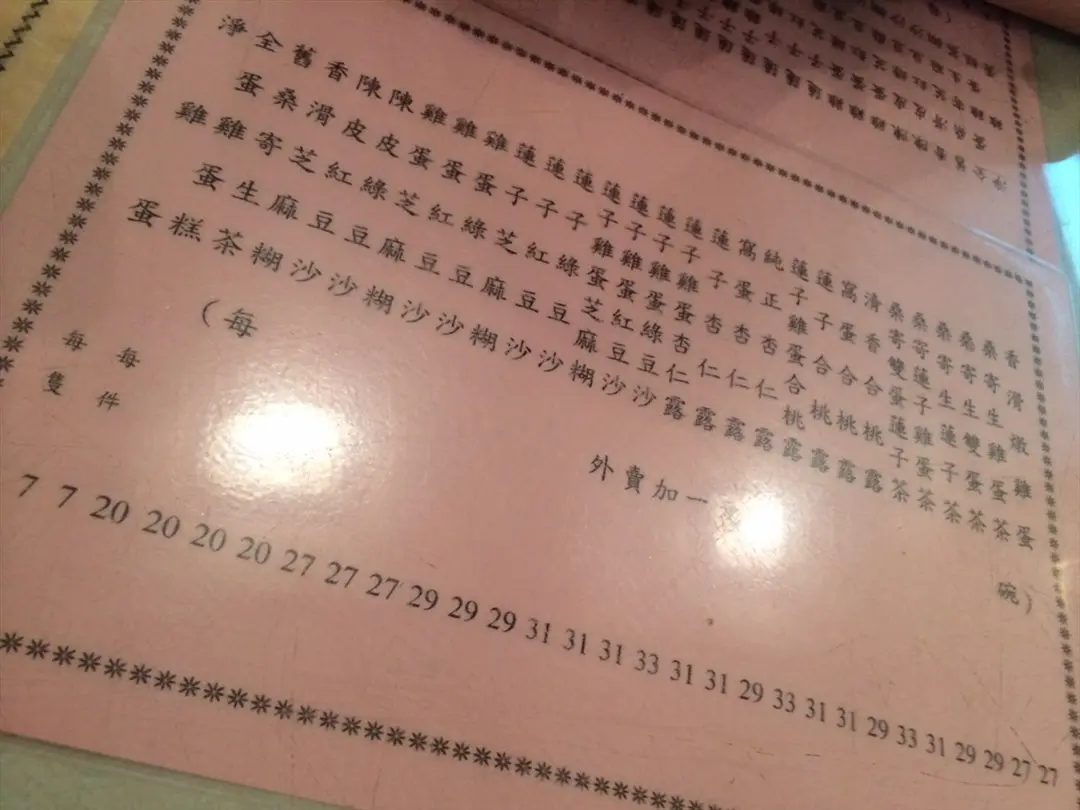 香滑燉雞蛋 27
桑寄生雞蛋茶 27
桑寄生雙蛋茶 29
桑寄生蓮子茶 29
桑寄蓮子雞蛋茶 31
桑寄雙蛋蓮子茶 33
清香合桃露 29
窩蛋合桃露 31
蓮子合桃露 31
蓮子雞蛋合桃露 33
純正杏仁露 29
窩蛋杏仁露 31
蓮子杏仁露 31
蓮子雞蛋杏仁露 33
蓮子雞蛋綠豆沙 31
蓮子雞蛋紅豆沙 31
蓮子雞蛋芝麻糊 31
蓮子綠豆沙 29
蓮子紅豆沙 29
蓮子芝麻糊 29
雞蛋綠豆沙 27
雞蛋紅豆沙 27
雞蛋芝麻糊 27
陳皮綠豆沙 20
陳皮紅豆沙 20
香滑芝麻糊 20
舊桑寄生茶 20
全蛋雞蛋糕 每件 7
淨雞蛋 每隻 7
(每 外賣加一 碗)